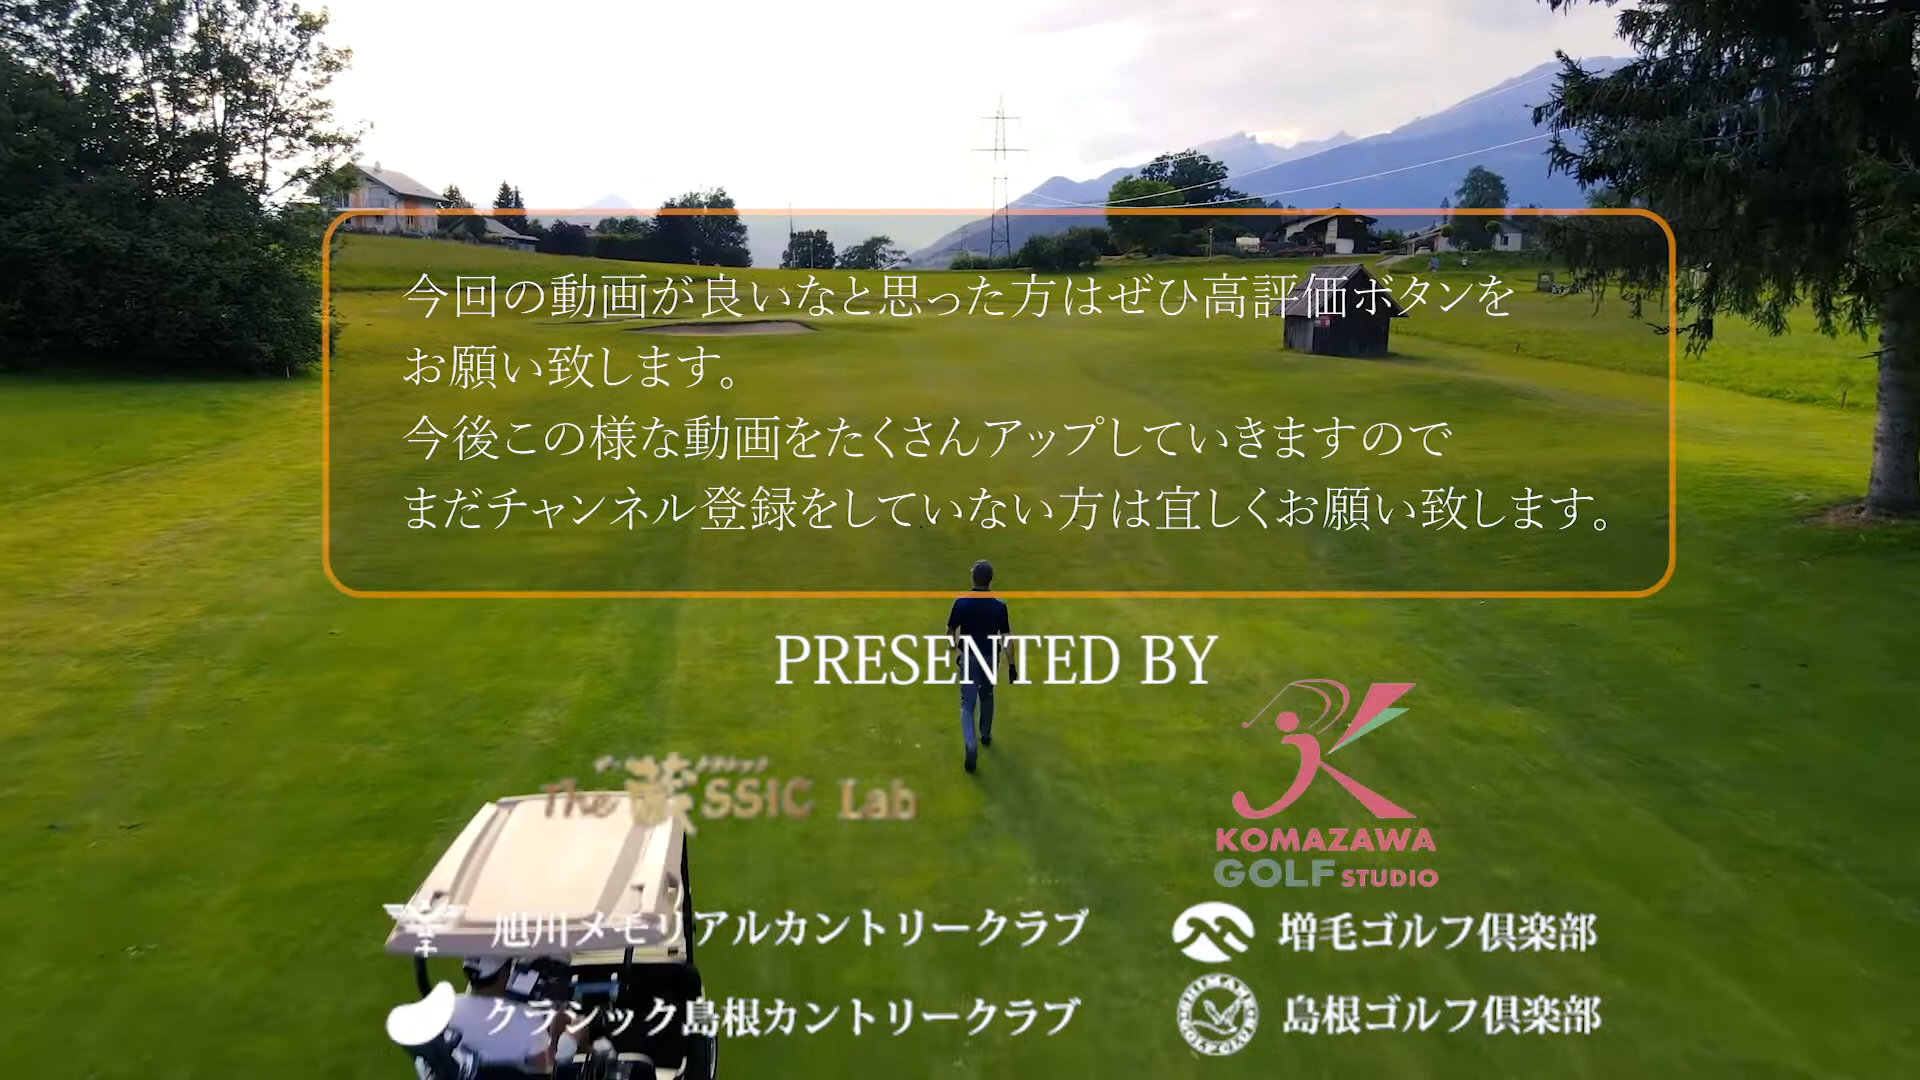 今回の動画が良いなと思った方はぜひ高評価ボタンを
お願い致します。
今後この様な動画をたくさんアップしていきますので
まだチャンネル登録をしていない方は宜しくお願い致します。
PRESENTED BY
The 蔵SSIC Lab
KOMAZAWA
GOLF STUDIO
旭川メモリアルカントリークラブ
増毛ゴルフ倶楽部
クラシック島根カントリークラブ
島根ゴルフ倶楽部